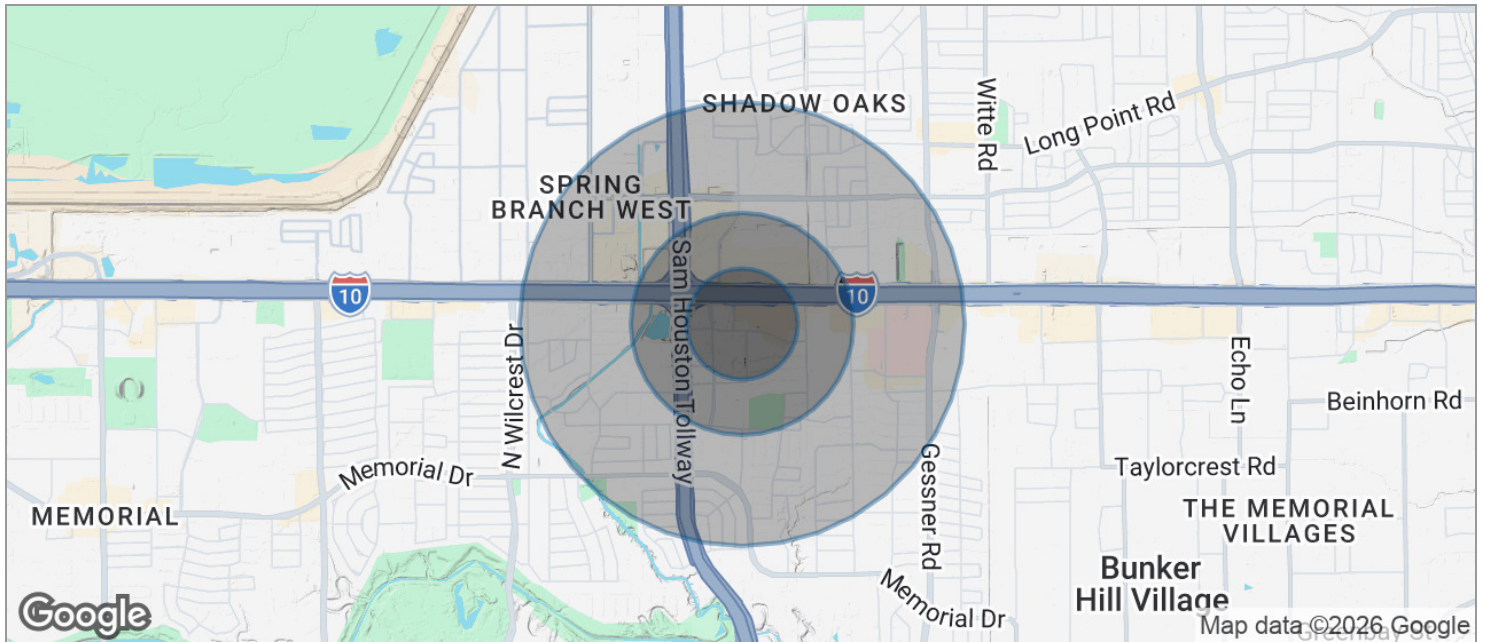 SHADOW OAKS
Witte Rd
Long Point Rd
SPRING
BRANCH WEST
Sam Houston Tollway
10
10
N Wilcrest Dr
Echo Ln
Beinhorn Rd
Memorial Dr
Gessner Rd
Taylorcrest Rd
MEMORIAL
THE MEMORIAL
VILLAGES
Bunker
Hill Village
Memorial Dr
Google
Map data ©2026 Google